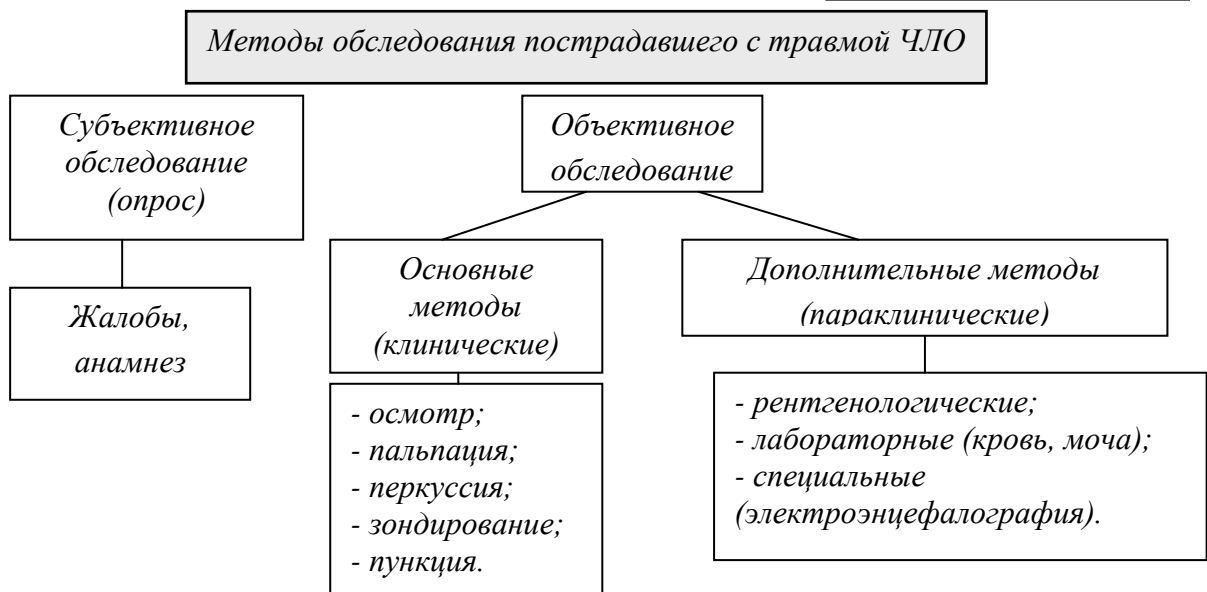 Методы обследования пострадавшего с травмой ЧЛО
Субъективное
обследование
(опрос)
Объективное
обследование
Жалобы,
анамнез
Основные
методы
(клинические)
Дополнительные методы
(параклинические)
- осмотр;
- пальпация;
- перкуссия;
- зондирование;
- пункция.
- рентгенологические;
- лабораторные (кровь, моча);
- специальные
(электроэнцефалография).